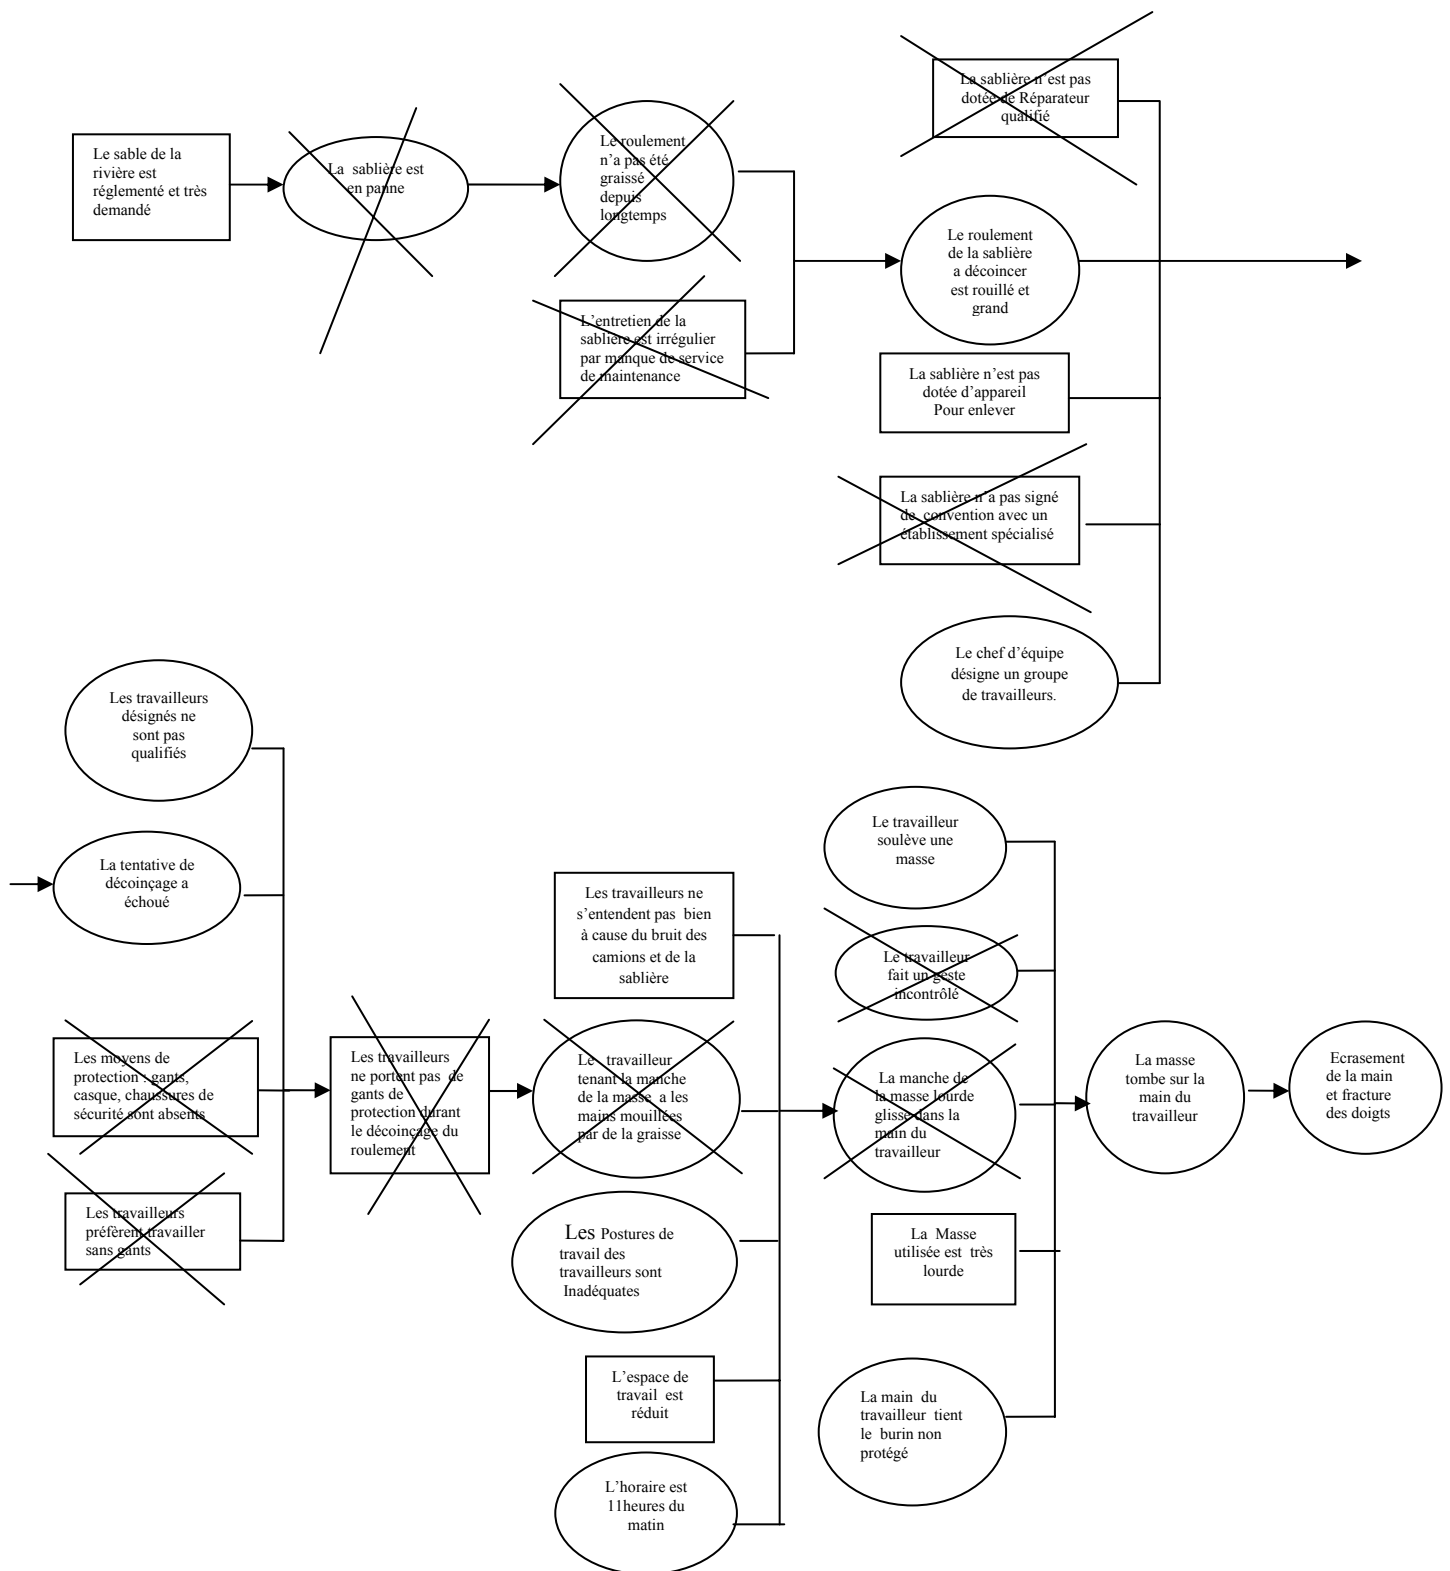 Le sable de la
rivière est
réglementé et très
demandé
La sablière est
en panne
Le roulement
n’a pas été
graissé
depuis
longtemps
L’entretien de la
sablière est irrégulier
par manque de service
de maintenance
La sablière n’est pas
dotée de Réparateur
qualifié
Le roulement
de la sablière
a décoincer
est rouillé et
grand
La sablière n’est pas
dotée d’appareil
Pour enlever
La sablière n’a pas signé
de convention avec un
établissement spécialisé
Le chef d’équipe
désigne un groupe
de travailleurs.
Les travailleurs
désignés ne
sont pas
qualifiés
La tentative de
décoinçage a
échoué
Les moyens de
protection : gants,
casque, chaussures de
sécurité sont absents
Les travailleurs
préfèrent travailler
sans gants
Les travailleurs
ne portent pas de
gants de
protection durant
le décoinçage du
roulement
Les travailleurs ne
s’entendent pas bien
à cause du bruit des
camions et de la
sablière
Le travailleur
tenant la manche
de la masse a les
mains mouillées
par de la graisse
Les Postures de
travail des
travailleurs sont
Inadéquates
L’espace de
travail est
réduit
L’horaire est
11heures du
matin
Le travailleur
soulève une
masse
Le travailleur
fait un geste
incontrôlé
La manche de
la masse lourde
glisse dans la
main du
travailleur
La Masse
utilisée est très
lourde
La main du
travailleur tient
le burin non
protégé
La masse
tombe sur la
main du
travailleur
Ecrasement
de la main
et fracture
des doigts